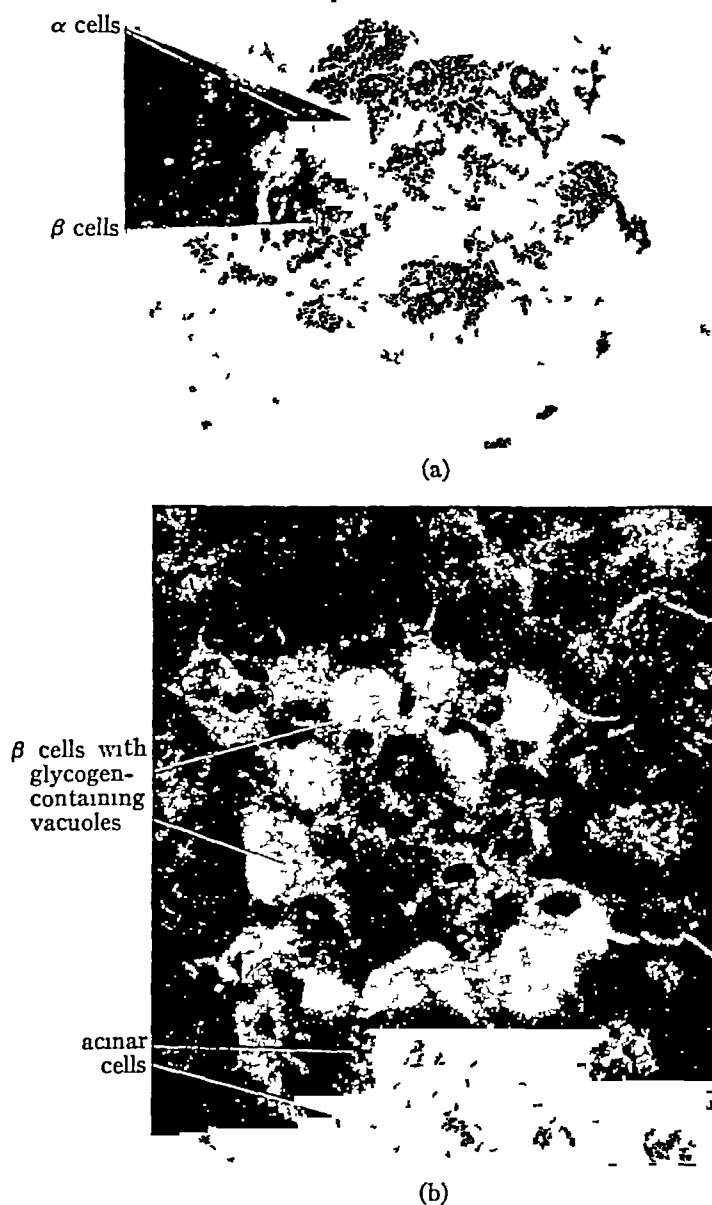 α cells
β cells
(a)
β cells with
glycogen-
containing
vacuoles
acinar
cells
(b)